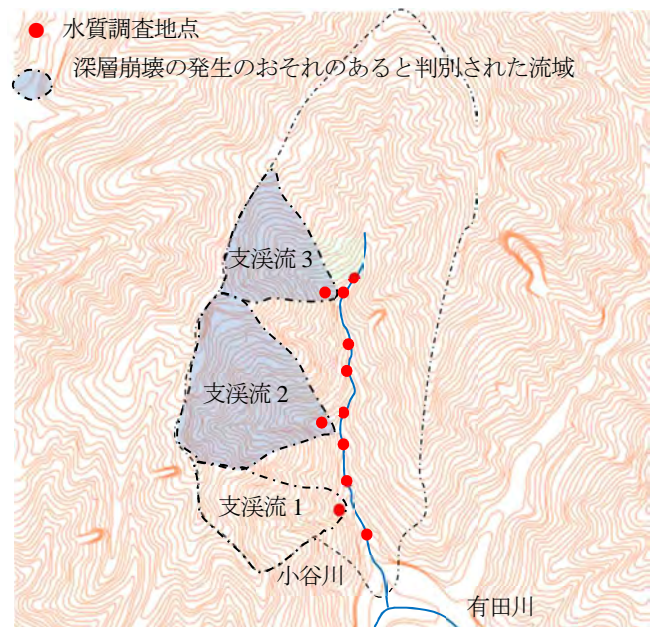 水質調査地点
深層崩壊の発生のおそれのあると判別された流域
支渓流 3
支渓流 2
支渓流 1
小谷川
有田川